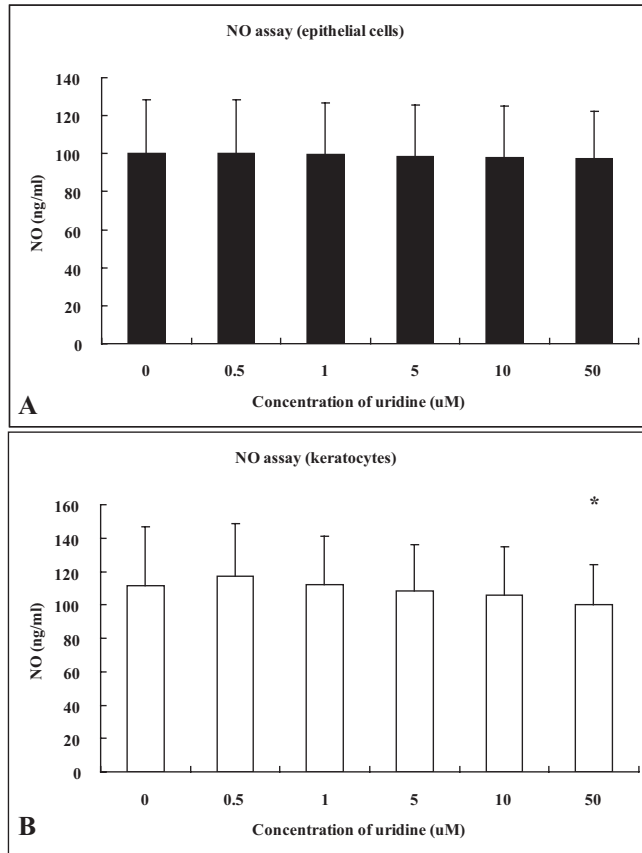 NO assay (epithelial cells)
140
120
100
80
60
40
20
0
NO (ng/ml)
0 0.5 1 5 10 50
Concentration of uridine (uM)
A
NO assay (keratocytes)
160
140
120
100
80
60
40
20
0
NO (ng/ml)
*
0 0.5 1 5 10 50
Concentration of uridine (uM)
B